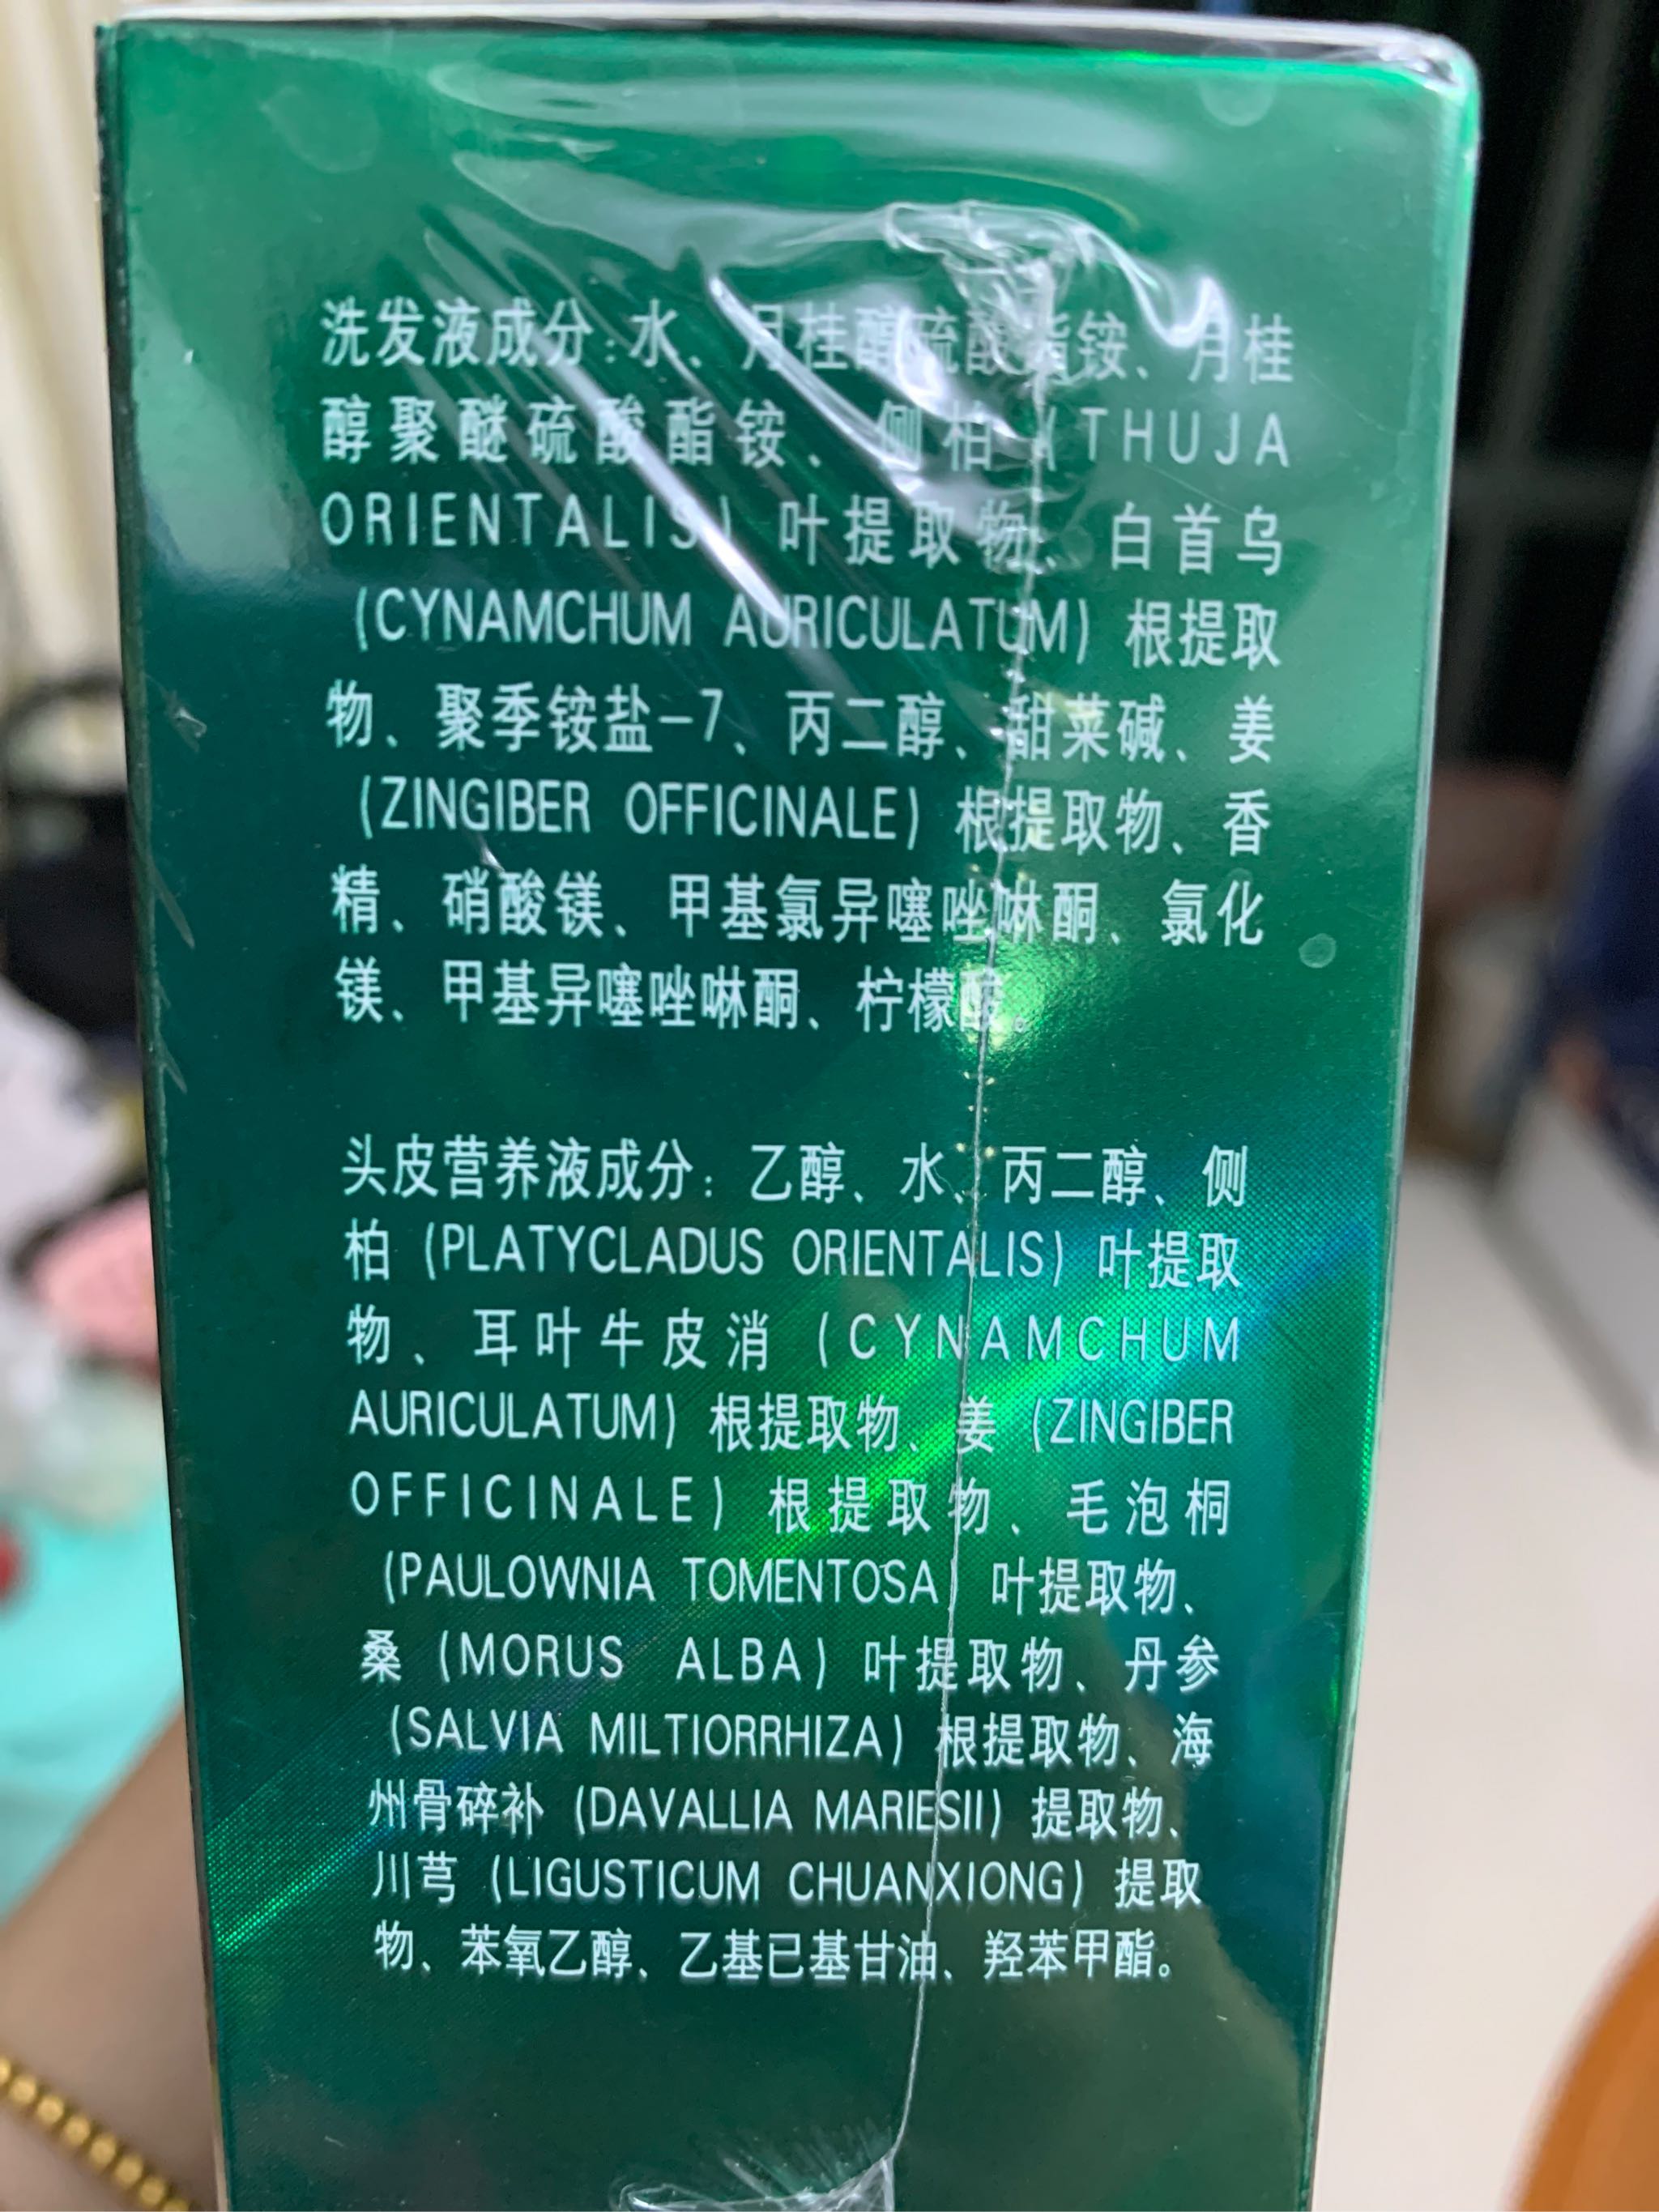 洗发液成分:水、月桂醇硫酸酯铵、月桂
醇聚醚硫酸酯铵、侧柏(THUJA
ORIENTALIS)叶提取物、白首乌
(CYNAMCHUM AURICULATUM)根提取
物、聚季铵盐-7、丙二醇、甜菜碱、姜
(ZINGIBER OFFICINALE)根提取物、香
精、硝酸镁、甲基氯异噻唑啉酮、氯化
镁、甲基异噻唑啉酮、柠檬酸。
头皮营养液成分:乙醇、水、丙二醇、侧
柏(PLATYCLADUS ORIENTALIS)叶提取
物、耳叶牛皮消(CYNAMCHUM
AURICULATUM)根提取物、姜(ZINGIBER
OFFICINALE)根提取物、毛泡桐
(PAULOWNIA TOMENTOSA)叶提取物、
桑(MORUS ALBA)叶提取物、丹参
(SALVIA MILTIORRHIZA)根提取物、海
州骨碎补(DAVALLIA MARIESII)提取物、
川芎(LIGUSTICUM CHUANXIONG)提取
物、苯氧乙醇、乙基已基甘油、羟苯甲酯。